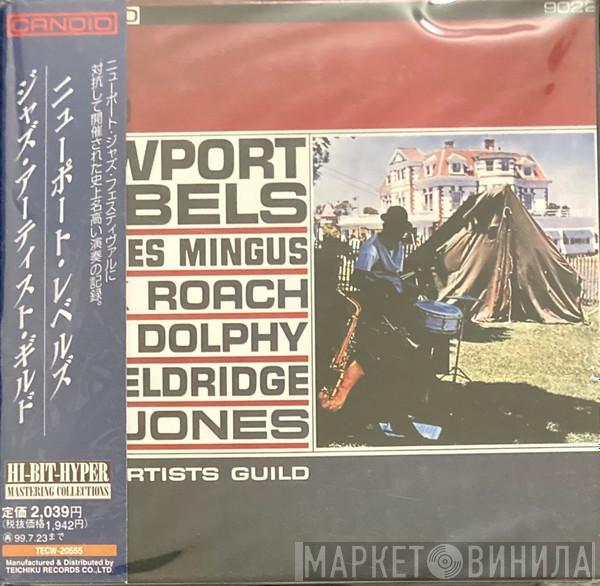 CANDID
ニューポート・ジャズ・フェスティヴァルに
対抗して開催された史上名高い演奏の記録。
ニューポート・レベルズ
ジャズ・アーティスト・ギルド
HI-BIT-HYPER
MASTERING COLLECTIONS
定価 2,039円
(税抜価格1,942円)
99.7.23まで
TECW-20555
Manufactured & Distributed by
TEICHIKU RECORDS CO., LTD.
D
9022
WPORT
BELS
ES MINGUS
ROACH
DOLPHY
ELDRIDGE
JONES
RTISTS GUILD
МАРКЕТ ВИНИЛА